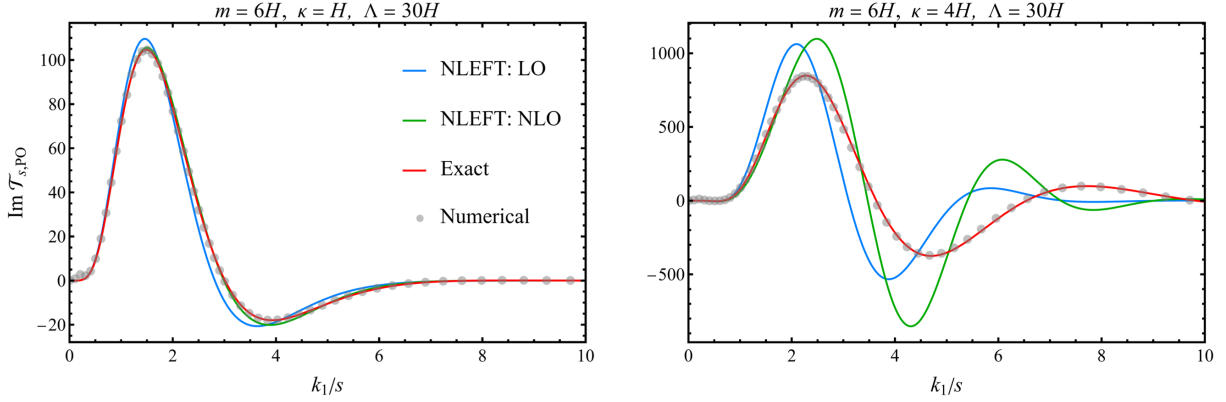 m = 6H, κ = H, Λ = 30H
Im 𝒯s,PO
100
80
60
40
20
0
−20
0 2 4 6 8 10
k1/s
NLEFT: LO
NLEFT: NLO
Exact
Numerical
m = 6H, κ = 4H, Λ = 30H
1000
500
0
−500
0 2 4 6 8 10
k1/s